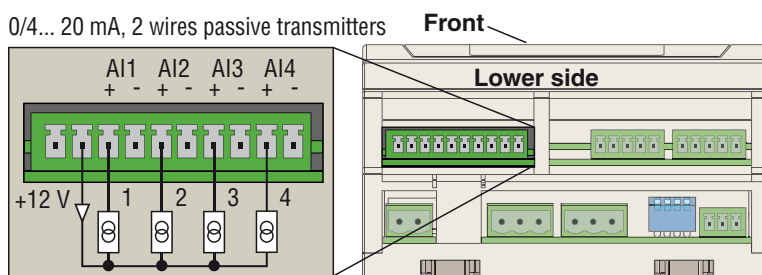 0/4... 20 mA, 2 wires passive transmitters
Front
Lower side
AI1 AI2 AI3 AI4
+ - + - + - + -
+12 V 1 2 3 4